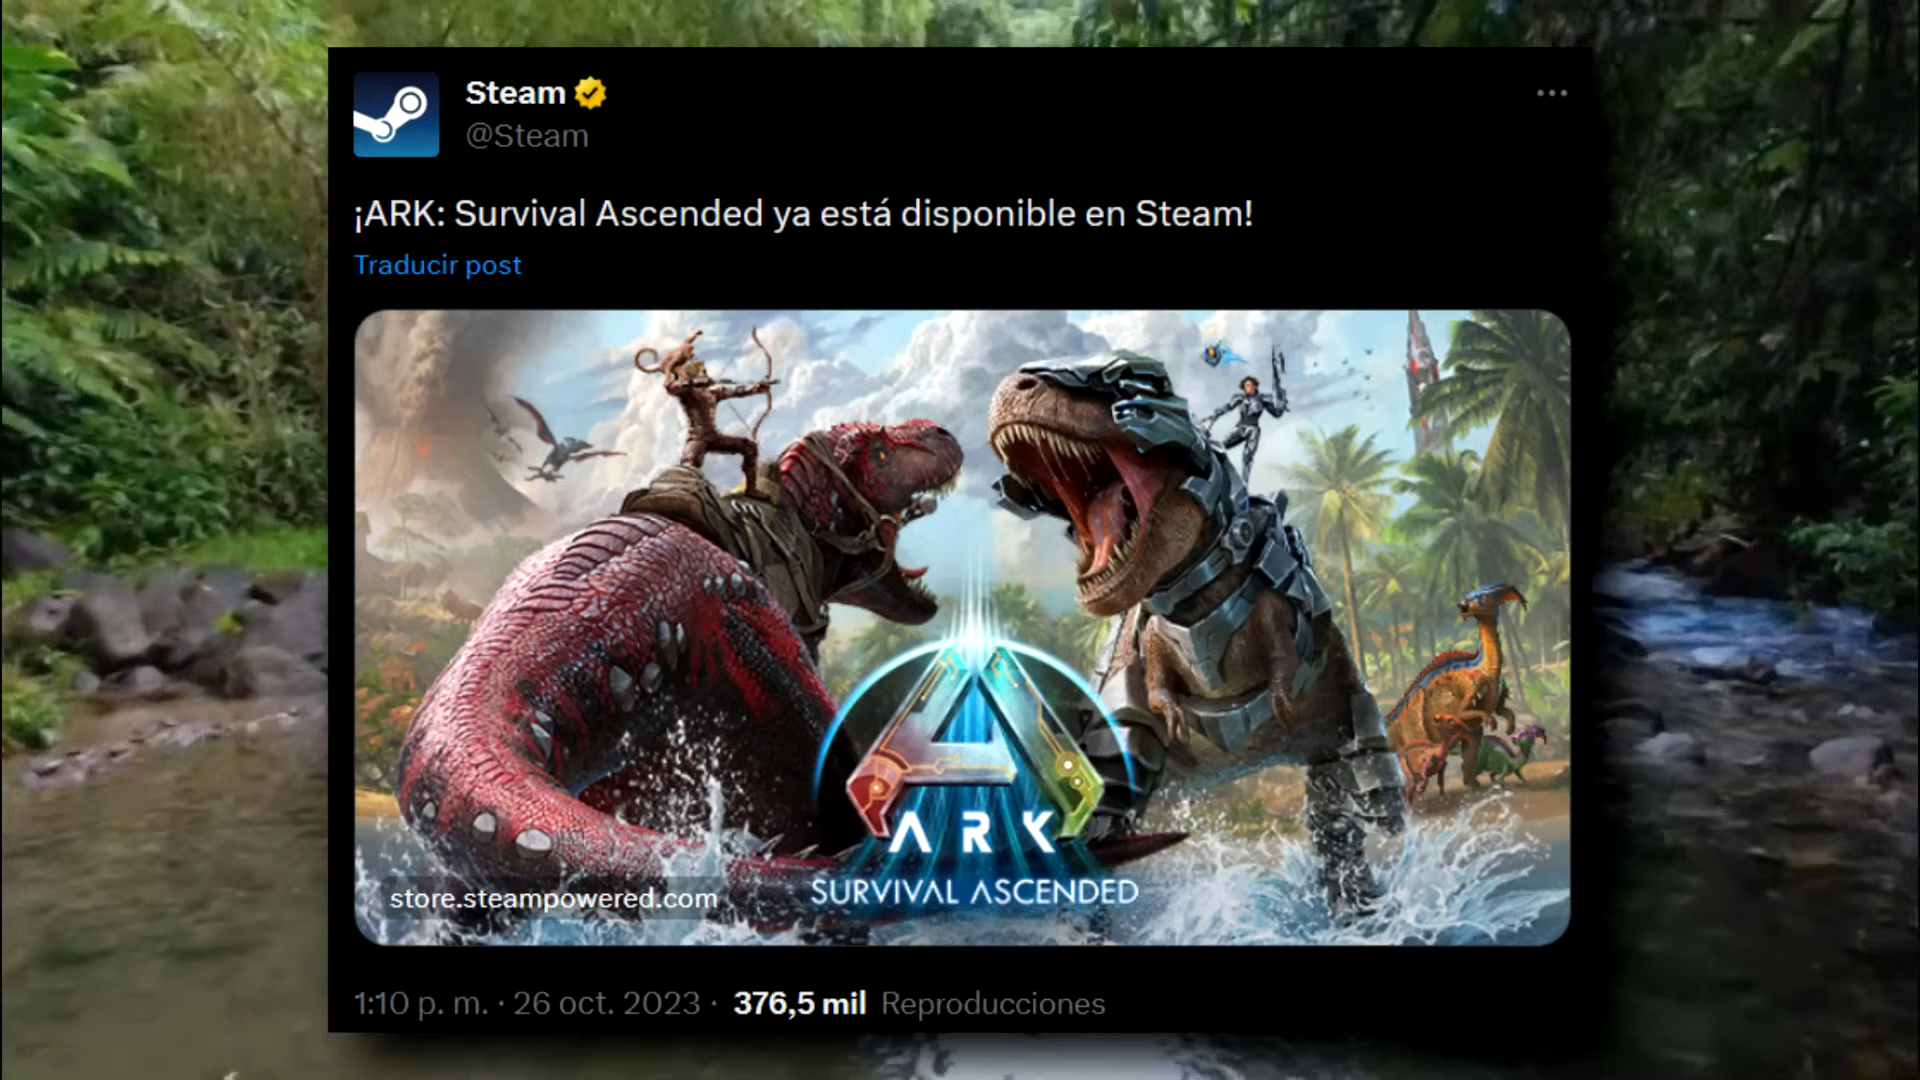 Steam
@Steam
¡ARK: Survival Ascended ya está disponible en Steam!
Traducir post
ARK
SURVIVAL ASCENDED
store.steampowered.com
1:10 p. m. · 26 oct. 2023 · 376,5 mil Reproducciones